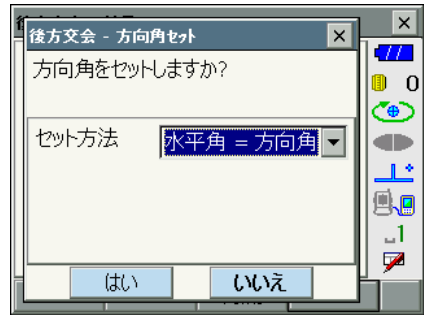 後方交会 - 方向角セット
方向角をセットしますか?
セット方法
水平角 = 方向角
はい
いいえ
0
1